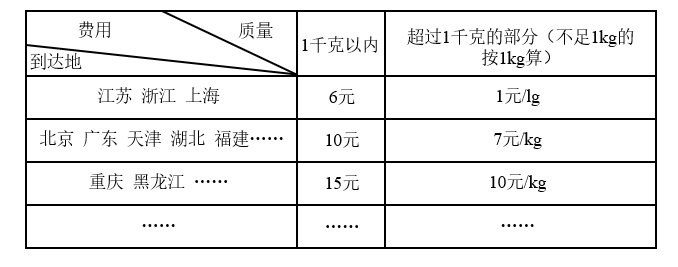 费用 质量
到达地
1千克以内
超过1千克的部分（不足1kg的
按1kg算）
江苏 浙江 上海 6元 1元/lg
北京 广东 天津 湖北 福建…… 10元 7元/kg
重庆 黑龙江 …… 15元 10元/kg
…… …… ……